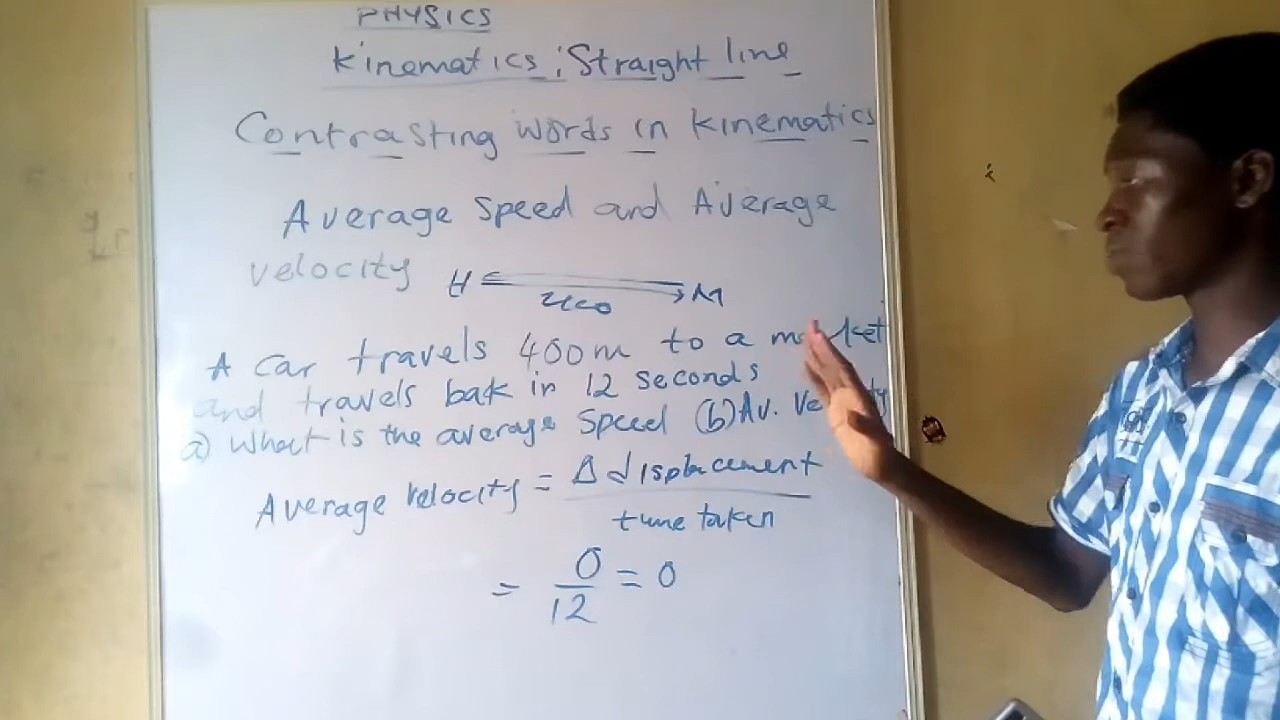 PHYSICS
Kinematics : Straight line
Contrasting words in Kinematics
Average Speed and Average
velocity H M
A car travels 400m to a market
and travels bak in 12 seconds
a) What is the average Speed (b) Av. Ve
Average velocity = Δ displacement
time taken
= 0 = 0
12